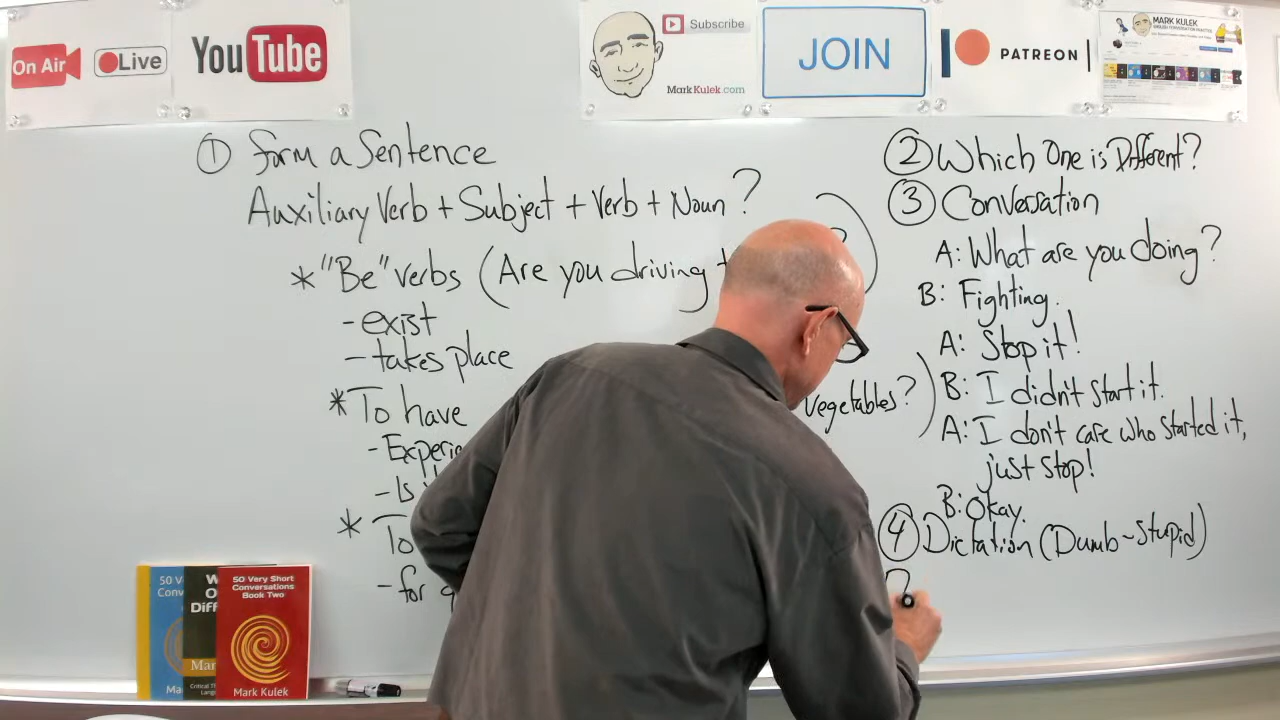 On Air
Live
YouTube
Subscribe
MarkKulek.com
JOIN
PATREON
MARK KULEK
① Form a Sentence
Auxiliary Verb + Subject + Verb + Noun?
*"Be" verbs (Are you driving
- exist
- takes place
*To have
vegetables?)
- Is
* To
- for
② Which One is Different?
③ Conversation
A: What are you doing?
B: Fighting.
A: Stop it!
B: I didn't start it.
A: I don't care who started it,
just stop!
B: Okay.
④ Dictation (Dumb ~ Stupid)
50 Very Short
Conversations
Book Two
Mark Kulek